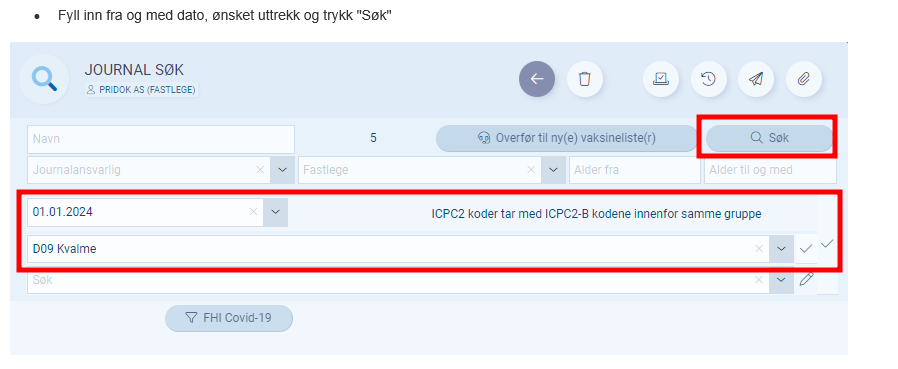 • Fyll inn fra og med dato, ønsket uttrekk og trykk "Søk"
JOURNAL SØK
PRIDOK AS (FASTLEGE)
Navn
5
Overfør til ny(e) vaksineliste(r)
Søk
Journalansvarlig
Fastlege
Alder fra
Alder til og med
01.01.2024
ICPC2 koder tar med ICPC2-B kodene innenfor samme gruppe
D09 Kvalme
Søk
FHI Covid-19